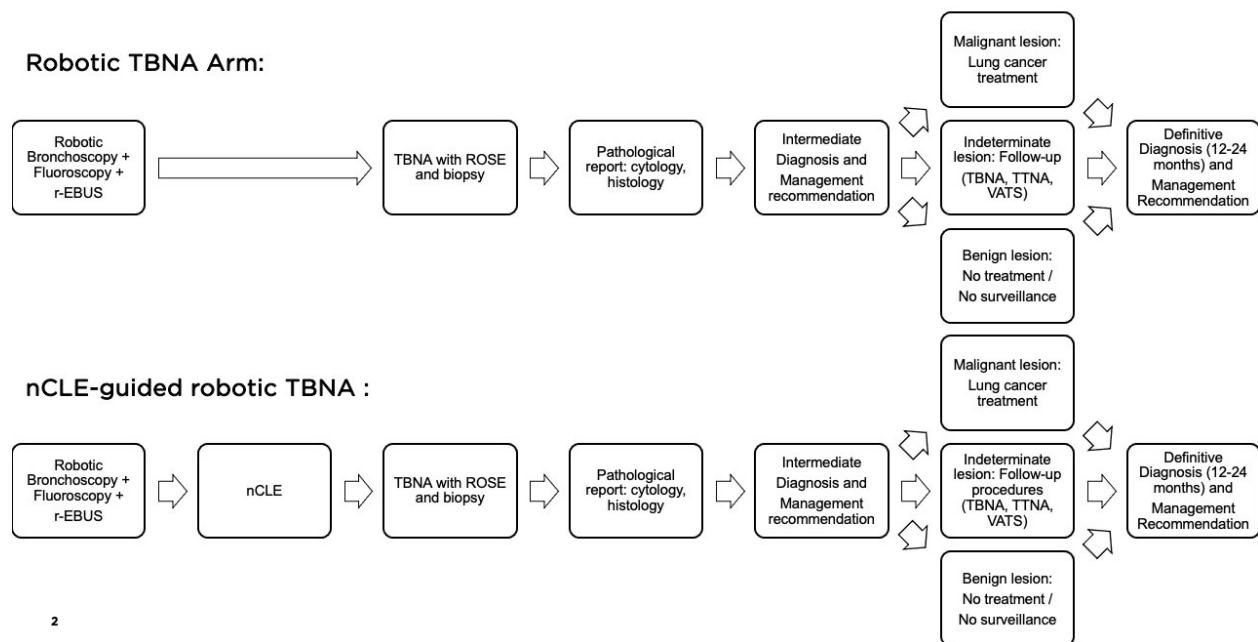 Robotic TBNA Arm:
Robotic
Bronchoscopy +
Fluoroscopy +
r-EBUS
TBNA with ROSE
and biopsy
Pathological
report: cytology,
histology
Intermediate
Diagnosis and
Management
recommendation
Malignant lesion:
Lung cancer
treatment
Indeterminate
lesion: Follow-up
(TBNA, TTNA,
VATS)
Benign lesion:
No treatment /
No surveillance
Definitive
Diagnosis (12-24
months) and
Management
Recommendation
nCLE-guided robotic TBNA :
Robotic
Bronchoscopy +
Fluoroscopy +
r-EBUS
nCLE
TBNA with ROSE
and biopsy
Pathological
report: cytology,
histology
Intermediate
Diagnosis and
Management
recommendation
Malignant lesion:
Lung cancer
treatment
Indeterminate
lesion: Follow-up
procedures
(TBNA, TTNA,
VATS)
Benign lesion:
No treatment /
No surveillance
Definitive
Diagnosis (12-24
months) and
Management
Recommendation
2